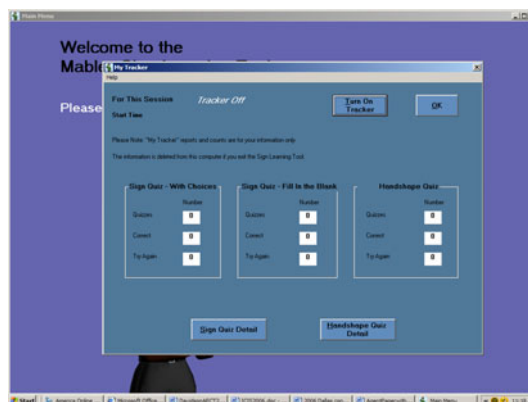 Main Menu
Welcome to the
Mable
Please
My Tracker
Help
For This Session
Tracker Off
Turn On Tracker
OK
Start Time
Please Note: "My Tracker" reports and counts are for your information only
The information is deleted from this computer if you exit the Sign Learning Tool
Sign Quiz - With Choices
Number
Quizzes 0
Correct 0
Try Again 0
Sign Quiz - Fill In the Blank
Number
Quizzes 0
Correct 0
Try Again 0
Handshape Quiz
Number
Quizzes 0
Correct 0
Try Again 0
Sign Quiz Detail
Handshape Quiz Detail
Start
America Online
Microsoft Office
Main Menu